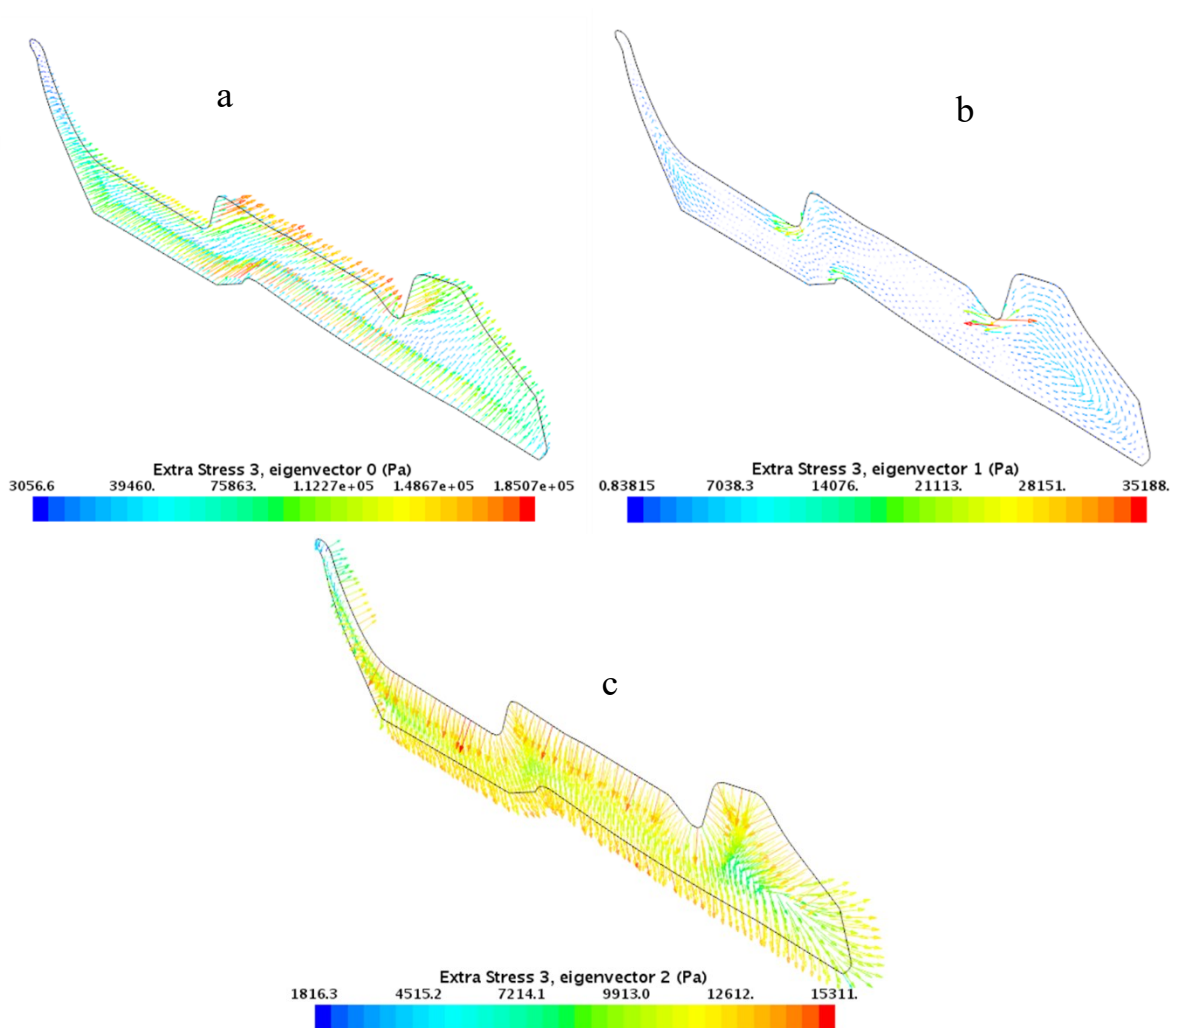 a
b
Extra Stress 3, eigenvector 0 (Pa)
3056.6 39460. 75863. 1.1227e+05 1.4867e+05 1.8507e+05
Extra Stress 3, eigenvector 1 (Pa)
0.83815 7038.3 14076. 21113. 28151. 35188.
c
Extra Stress 3, eigenvector 2 (Pa)
1816.3 4515.2 7214.1 9913.0 12612. 15311.